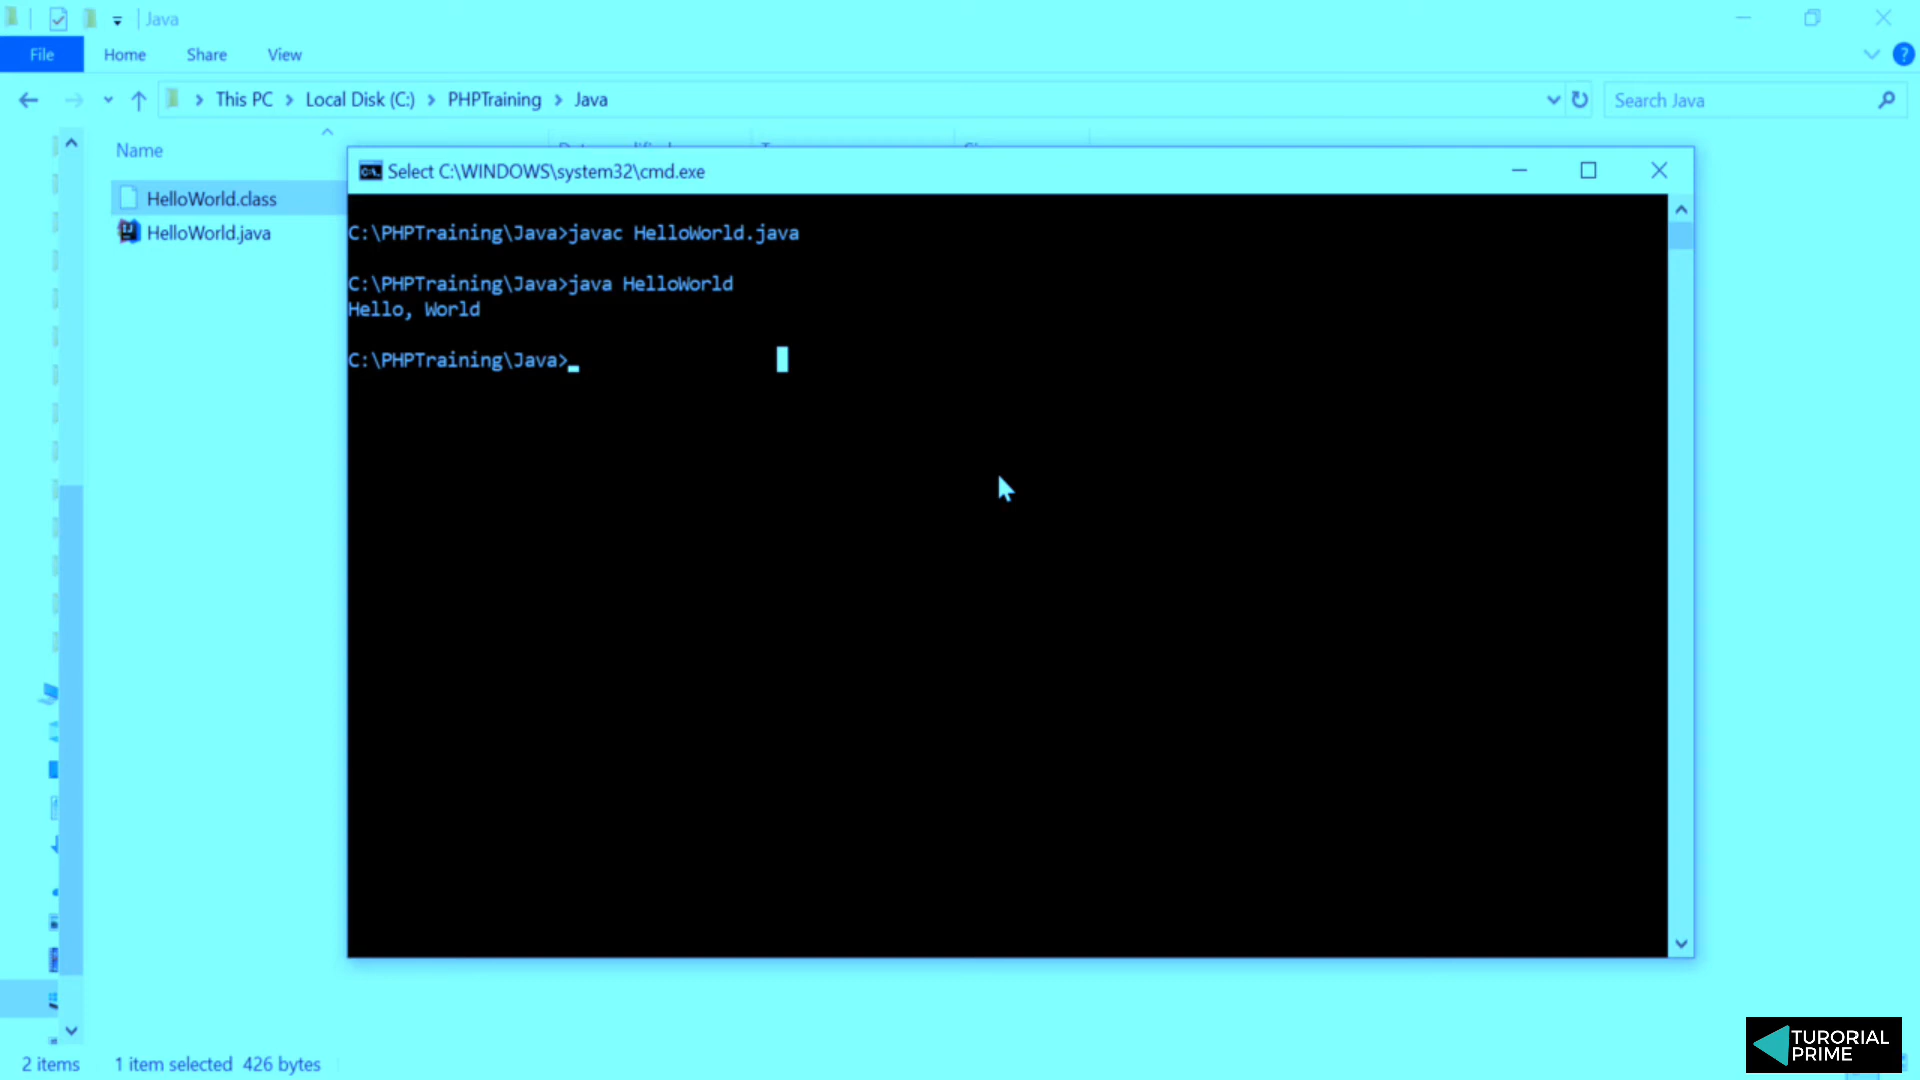 Java
File Home Share View
This PC > Local Disk (C:) > PHPTraining > Java
Search Java
Name
HelloWorld.class
HelloWorld.java
Select C:\WINDOWS\system32\cmd.exe
C:\PHPTraining\Java>javac HelloWorld.java
C:\PHPTraining\Java>java HelloWorld
Hello, World
C:\PHPTraining\Java>
2 items 1 item selected 426 bytes
TURORIAL
PRIME